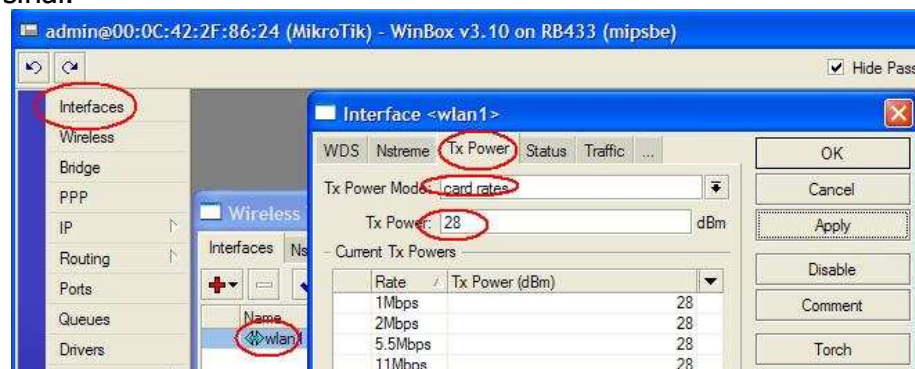 sinal.
admin@00:0C:42:2F:86:24 (MikroTik) - WinBox v3.10 on RB433 (mipsbe)
Hide Pass
Interfaces
Wireless
Bridge
PPP
IP
Routing
Ports
Queues
Drivers
Wireless
Interfaces Ns
Name
wlan1
Interface <wlan1>
WDS Nstreme Tx Power Status Traffic ...
Tx Power Mode: card rates
Tx Power: 28 dBm
Current Tx Powers
Rate Tx Power (dBm)
1Mbps 28
2Mbps 28
5.5Mbps 28
11Mbps 28
OK
Cancel
Apply
Disable
Comment
Torch